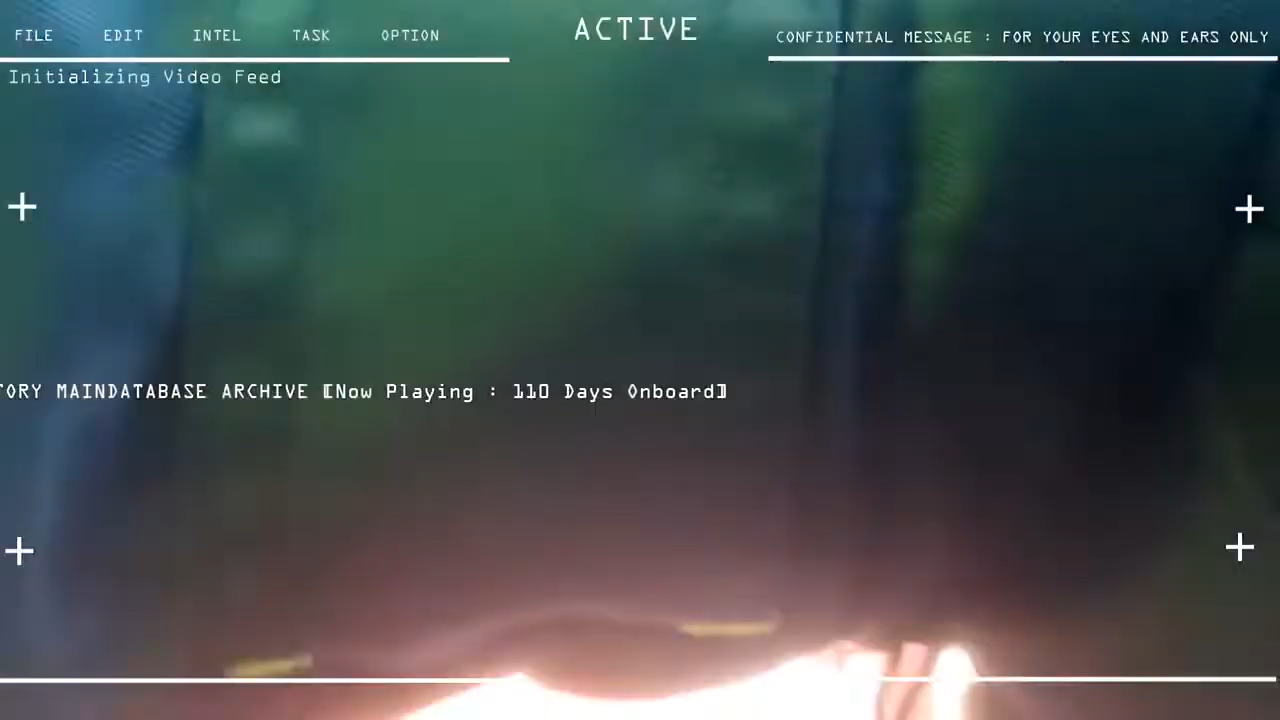 FILE EDIT INTEL TASK OPTION
ACTIVE
CONFIDENTIAL MESSAGE : FOR YOUR EYES AND EARS ONLY
Initializing Video Feed
MAINDATABASE ARCHIVE [Now Playing : 110 Days Onboard]